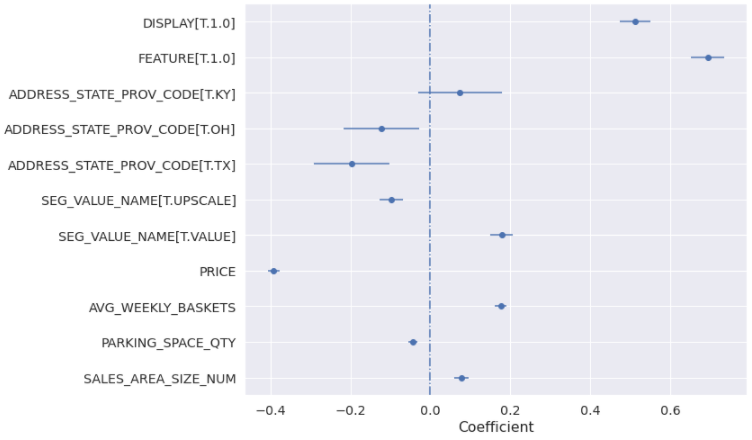 DISPLAY[T.1.0]
FEATURE[T.1.0]
ADDRESS_STATE_PROV_CODE[T.KY]
ADDRESS_STATE_PROV_CODE[T.OH]
ADDRESS_STATE_PROV_CODE[T.TX]
SEG_VALUE_NAME[T.UPSCALE]
SEG_VALUE_NAME[T.VALUE]
PRICE
AVG_WEEKLY_BASKETS
PARKING_SPACE_QTY
SALES_AREA_SIZE_NUM
−0.4 −0.2 0.0 0.2 0.4 0.6
Coefficient